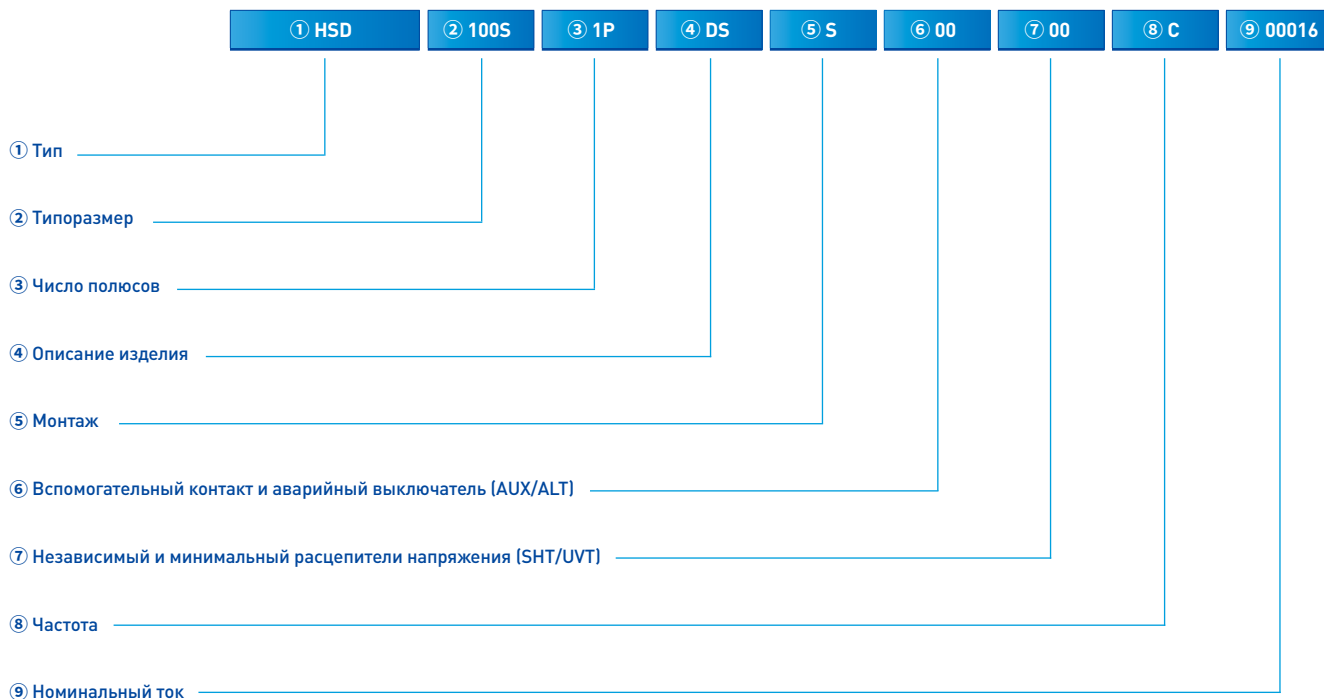 ① HSD ② 100S ③ 1P ④ DS ⑤ S ⑥ 00 ⑦ 00 ⑧ C ⑨ 00016
① Тип
② Типоразмер
③ Число полюсов
④ Описание изделия
⑤ Монтаж
⑥ Вспомогательный контакт и аварийный выключатель (AUX/ALT)
⑦ Независимый и минимальный расцепители напряжения (SHT/UVT)
⑧ Частота
⑨ Номинальный ток